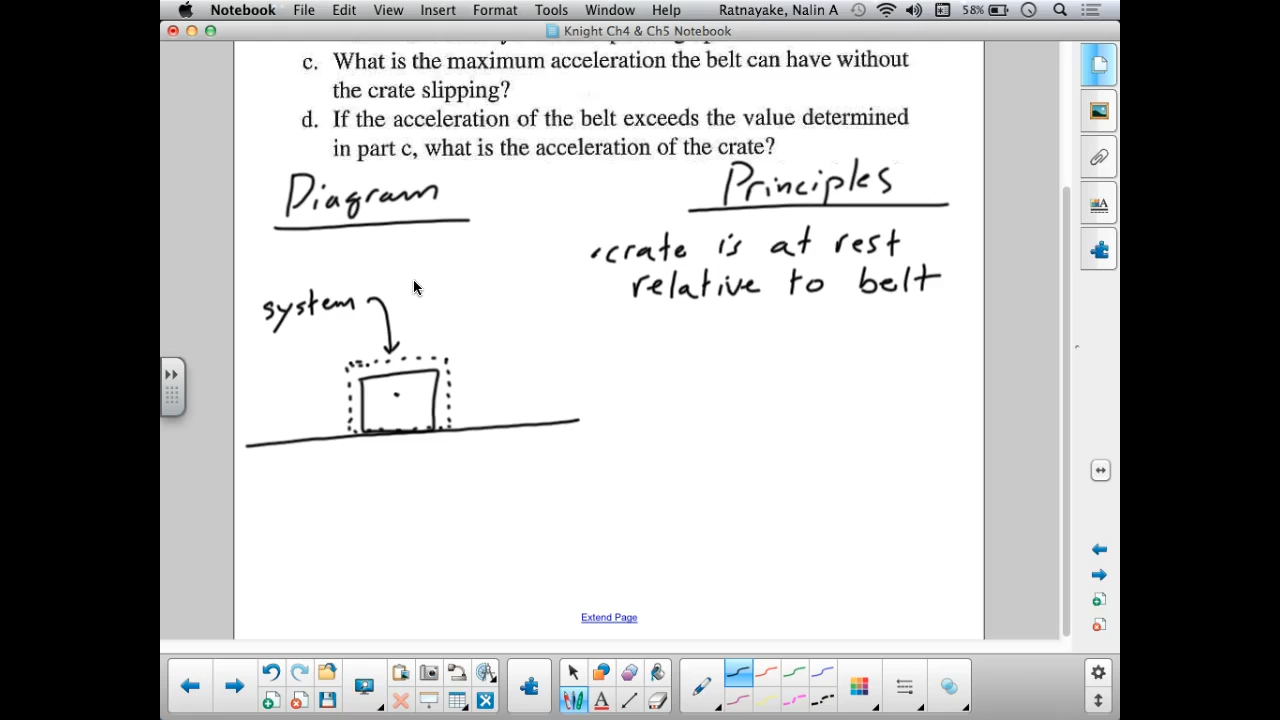 Notebook File Edit View Insert Format Tools Window Help Ratnayake, Nalin A 58%
Knight Ch4 & Ch5 Notebook
c. What is the maximum acceleration the belt can have without
the crate slipping?
d. If the acceleration of the belt exceeds the value determined
in part c, what is the acceleration of the crate?
Diagram
Principles
•crate is at rest
relative to belt
system
Extend Page